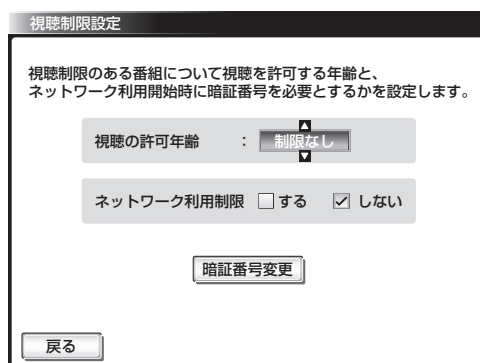 視聴制限設定
視聴制限のある番組について視聴を許可する年齢と、
ネットワーク利用開始時に暗証番号を必要とするかを設定します。
視聴の許可年齢 : 制限なし
ネットワーク利用制限 する しない
暗証番号変更
戻る